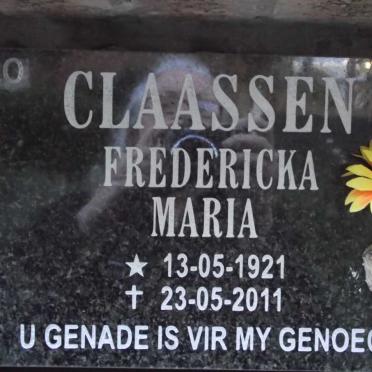 CLAASSEN
FREDERICKA
MARIA
★ 13-05-1921
✝ 23-05-2011
U GENADE IS VIR MY GENOEG